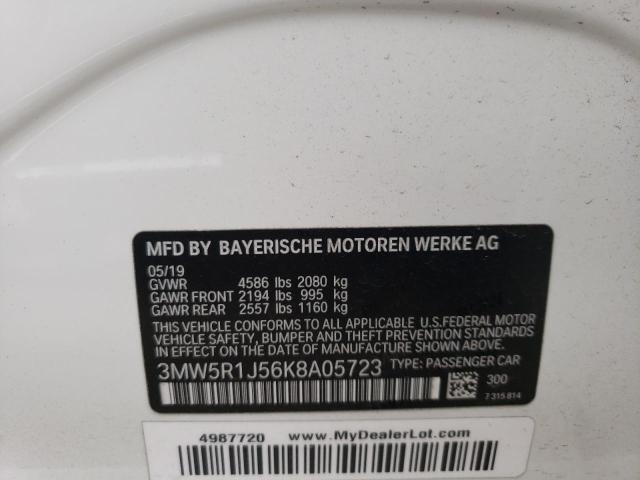 MFD BY BAYERISCHE MOTOREN WERKE AG
05/19
GVWR 4586 lbs 2080 kg
GAWR FRONT 2194 lbs 995 kg
GAWR REAR 2557 lbs 1160 kg
THIS VEHICLE CONFORMS TO ALL APPLICABLE U.S.FEDERAL MOTOR
VEHICLE SAFETY, BUMPER AND THEFT PREVENTION STANDARDS
IN EFFECT ON THE DATE OF MANUFACTURE SHOWN ABOVE.
3MW5R1J56K8A05723 TYPE: PASSENGER CAR
300
7 315 814
4987720 www.MyDealerLot.com